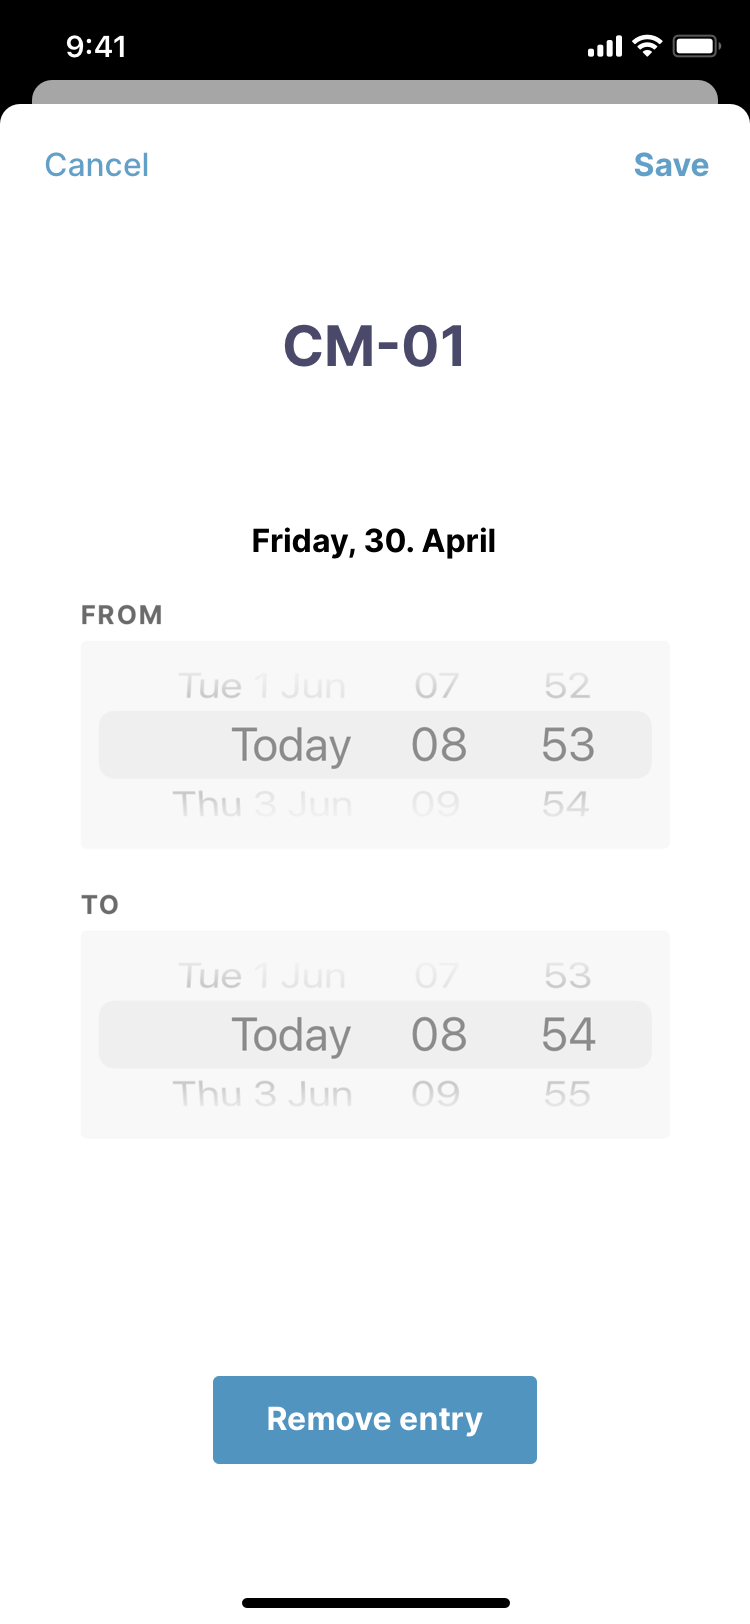 9:41
Cancel Save
CM-01
Friday, 30. April
FROM
Tue 1 Jun 07 52
Today 08 53
Thu 3 Jun 09 54
TO
Tue 1 Jun 07 53
Today 08 54
Thu 3 Jun 09 55
Remove entry